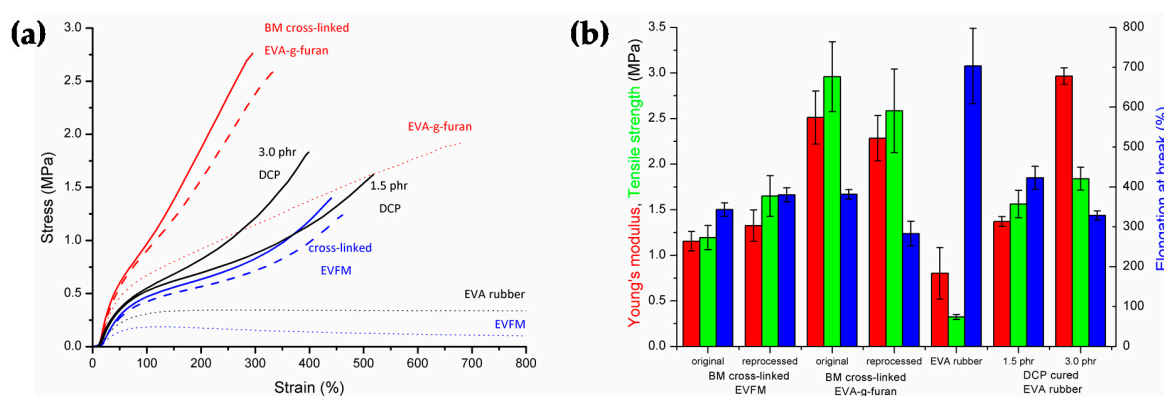 (a)
3.0
2.5
2.0
1.5
1.0
0.5
0.0
Stress (MPa)
BM cross-linked
EVA-g-furan
EVA-g-furan
3.0 phr
DCP
1.5 phr
DCP
cross-linked
EVFM
EVA rubber
EVFM
0 100 200 300 400 500 600 700 800
Strain (%)
(b)
3.5
3.0
2.5
2.0
1.5
1.0
0.5
0.0
Young's modulus, Tensile strength (MPa)
800
700
600
500
400
300
200
100
0
Elongation at break (%)
original reprocessed original reprocessed EVA rubber 1.5 phr 3.0 phr
BM cross-linked BM cross-linked DCP cured
EVFM EVA-g-furan EVA rubber